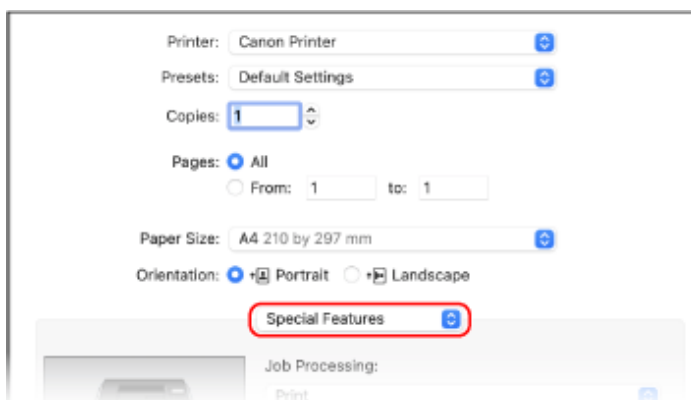 Printer: Canon Printer
Presets: Default Settings
Copies: 1
Pages: All
From: 1 to: 1
Paper Size: A4 210 by 297 mm
Orientation: Portrait Landscape
Special Features
Job Processing:
Print